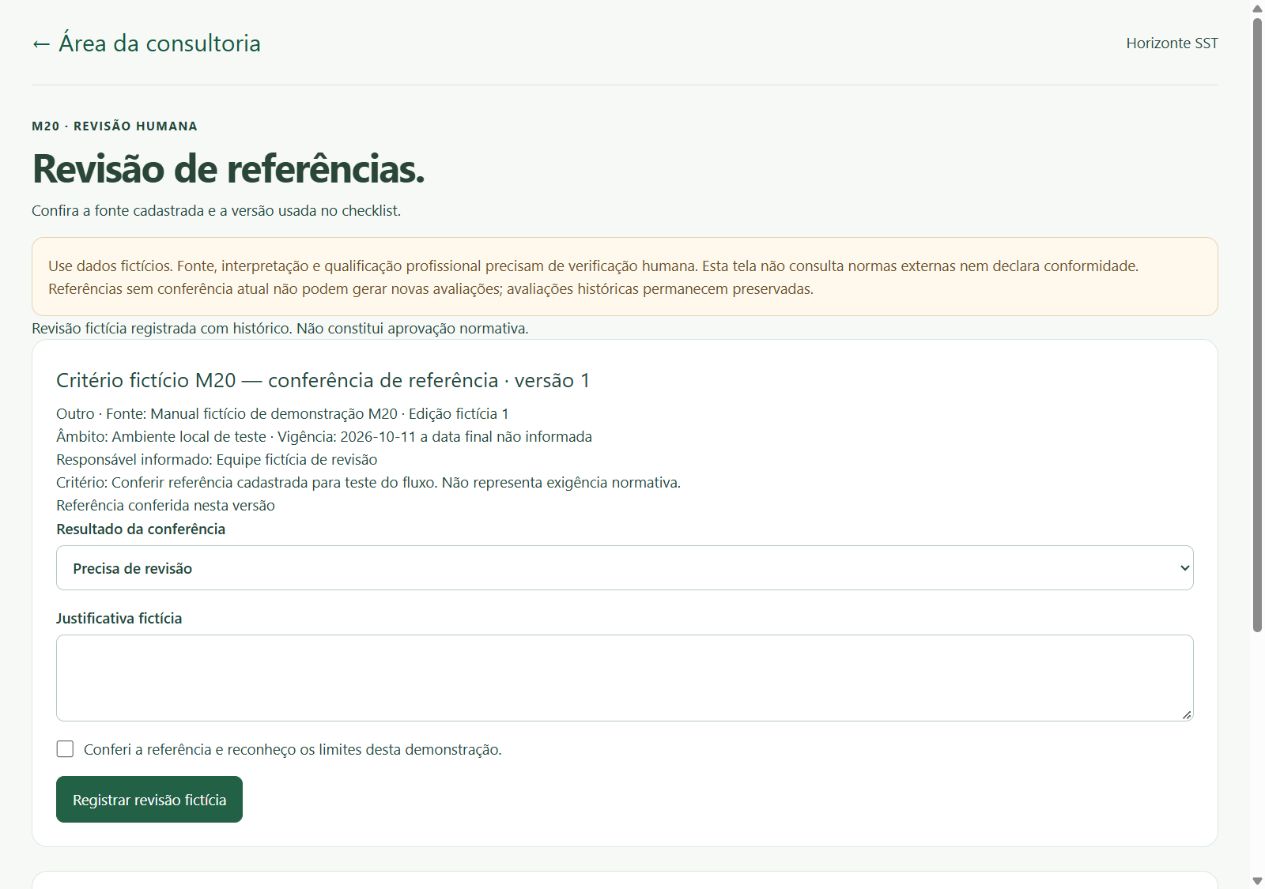 ← Área da consultoria
Horizonte SST
M20 · REVISÃO HUMANA
Revisão de referências.
Confira a fonte cadastrada e a versão usada no checklist.
Use dados fictícios. Fonte, interpretação e qualificação profissional precisam de verificação humana. Esta tela não consulta normas externas nem declara conformidade.
Referências sem conferência atual não podem gerar novas avaliações; avaliações históricas permanecem preservadas.
Revisão fictícia registrada com histórico. Não constitui aprovação normativa.
Critério fictício M20 — conferência de referência · versão 1
Outro · Fonte: Manual fictício de demonstração M20 · Edição fictícia 1
Âmbito: Ambiente local de teste · Vigência: 2026-10-11 a data final não informada
Responsável informado: Equipe fictícia de revisão
Critério: Conferir referência cadastrada para teste do fluxo. Não representa exigência normativa.
Referência conferida nesta versão
Resultado da conferência
Precisa de revisão
Justificativa fictícia
Conferi a referência e reconheço os limites desta demonstração.
Registrar revisão fictícia